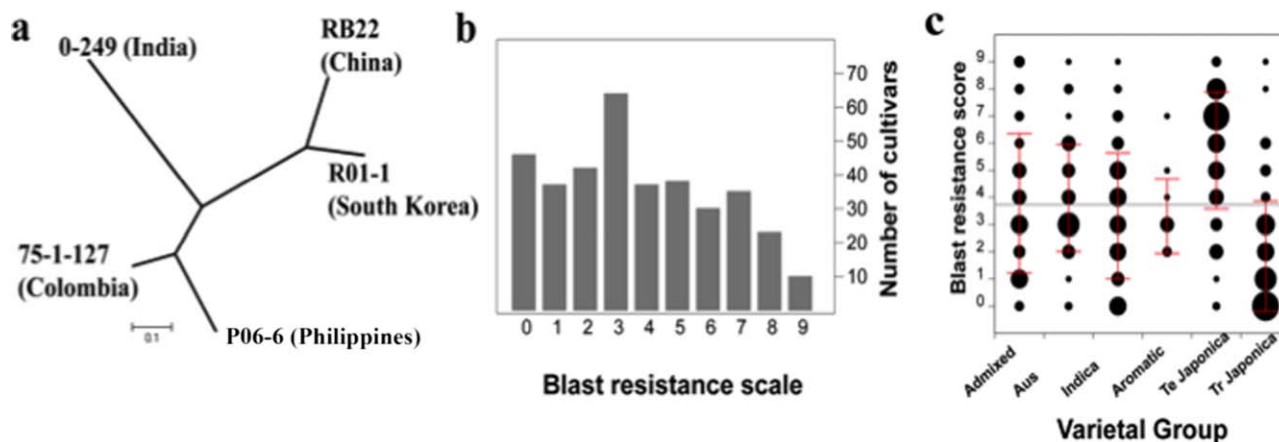 a
0-249 (India)
RB22
(China)
R01-1
(South Korea)
75-1-127
(Colombia)
P06-6 (Philippines)
0.1
b
70
60
50
40
30
20
10
Number of cultivars
0 1 2 3 4 5 6 7 8 9
Blast resistance scale
c
Blast resistance score
9
8
7
6
5
4
3
2
1
0
Admixed
Aus
Indica
Aromatic
Te Japonica
Tr Japonica
Varietal Group